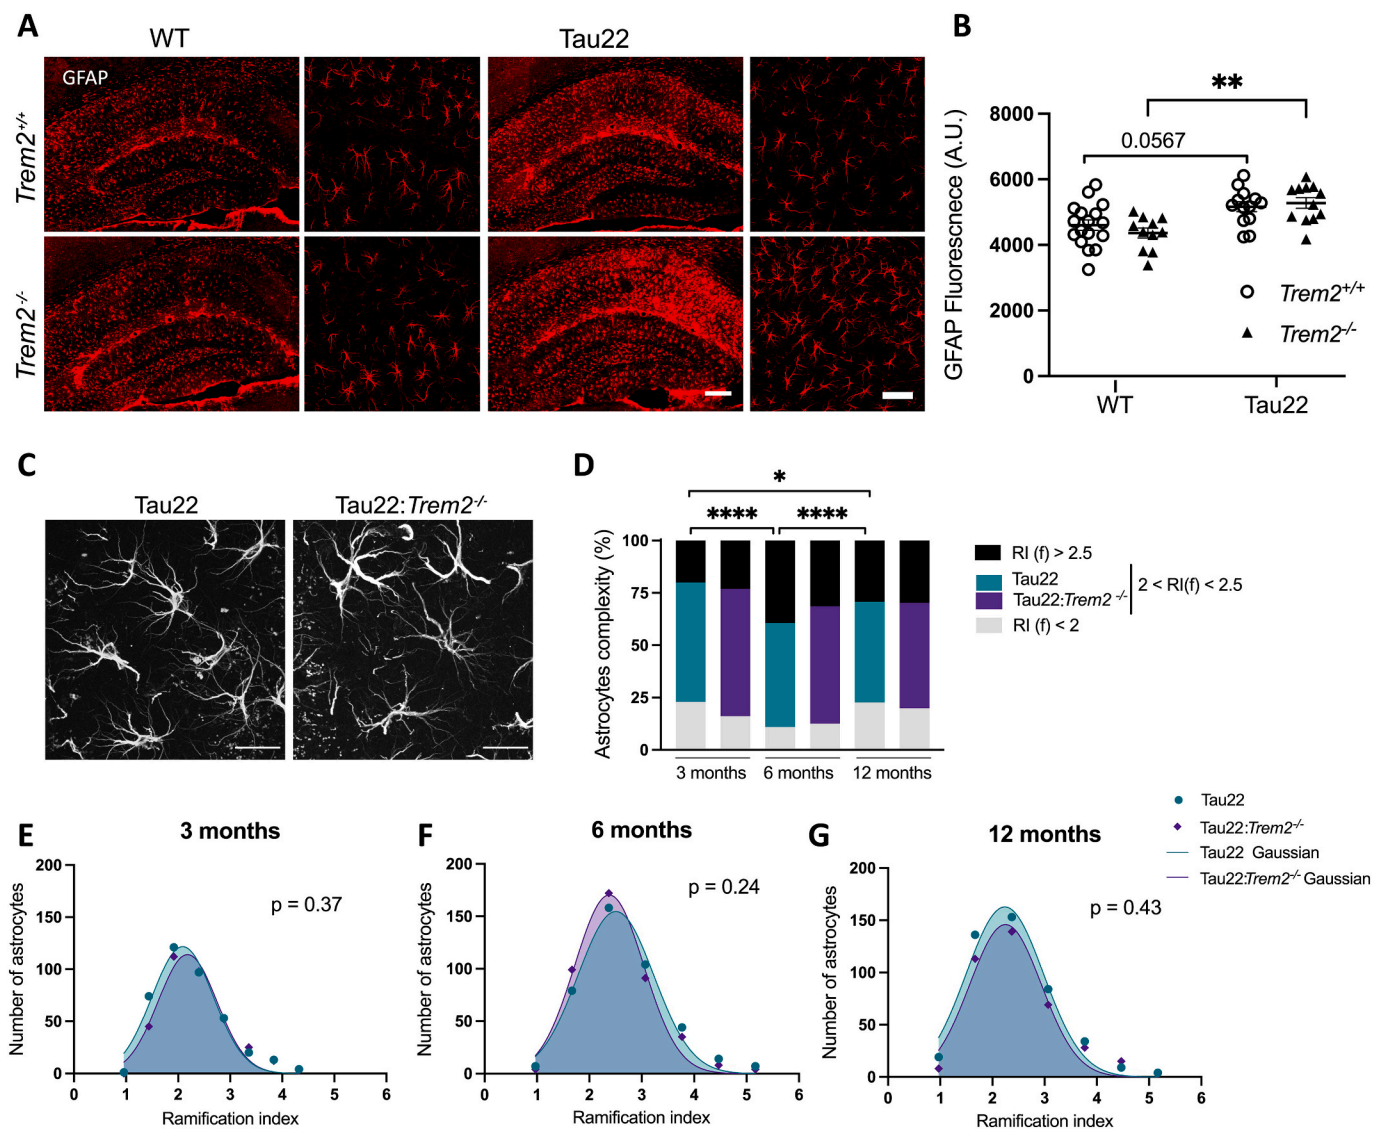 A
WT
Tau22
GFAP
Trem2+/+
Trem2-/-
B
**
0.0567
GFAP Fluorescnece (A.U.)
8000
6000
4000
2000
0
Trem2+/+
Trem2-/-
WT
Tau22
C
Tau22
Tau22:Trem2-/-
D
*
****
****
Astrocytes complexity (%)
100
75
50
25
0
3 months
6 months
12 months
RI (f) > 2.5
Tau22
Tau22:Trem2 -/-
2 < RI(f) < 2.5
RI (f) < 2
Tau22
Tau22:Trem2-/-
Tau22 Gaussian
Tau22:Trem2-/- Gaussian
E
3 months
p = 0.37
Number of astrocytes
200
150
100
50
0
0 1 2 3 4 5 6
Ramification index
F
6 months
p = 0.24
Number of astrocytes
200
150
100
50
0
0 1 2 3 4 5 6
Ramification index
G
12 months
p = 0.43
Number of astrocytes
200
150
100
50
0
0 1 2 3 4 5 6
Ramification index